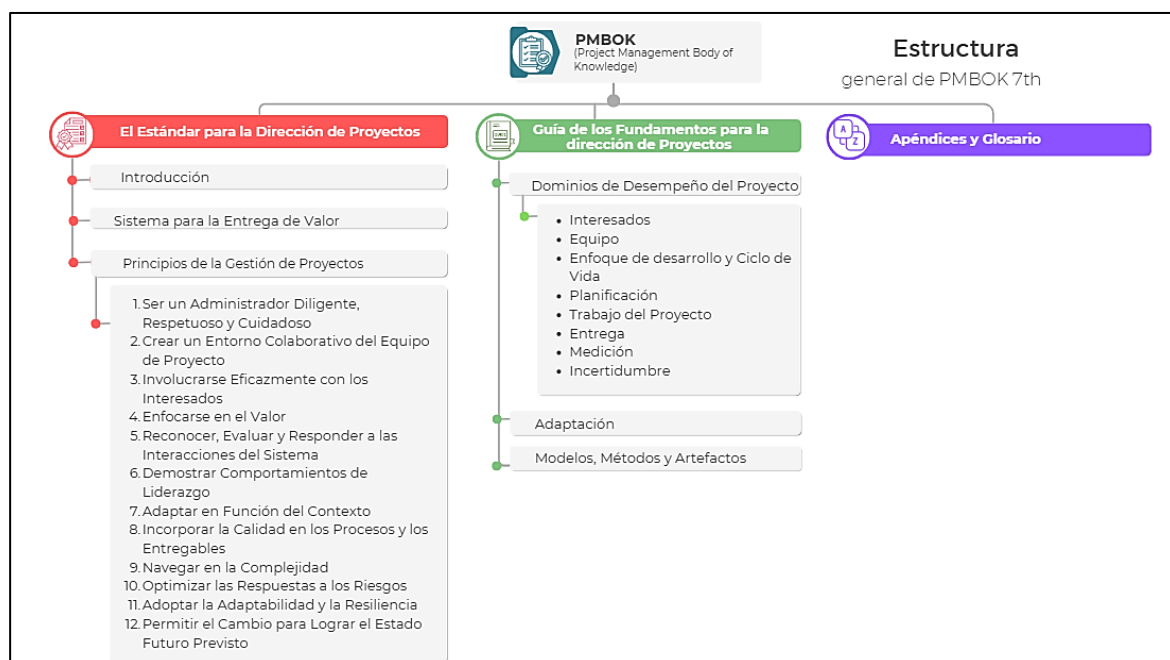 PMBOK
(Project Management Body of
Knowledge)
Estructura
general de PMBOK 7th
El Estándar para la Dirección de Proyectos
Introducción
Sistema para la Entrega de Valor
Principios de la Gestión de Proyectos
1. Ser un Administrador Diligente,
Respetuoso y Cuidadoso
2. Crear un Entorno Colaborativo del Equipo
de Proyecto
3. Involucrarse Eficazmente con los
Interesados
4. Enfocarse en el Valor
5. Reconocer, Evaluar y Responder a las
Interacciones del Sistema
6. Demostrar Comportamientos de
Liderazgo
7. Adaptar en Función del Contexto
8. Incorporar la Calidad en los Procesos y los
Entregables
9. Navegar en la Complejidad
10. Optimizar las Respuestas a los Riesgos
11. Adoptar la Adaptabilidad y la Resiliencia
12. Permitir el Cambio para Lograr el Estado
Futuro Previsto
Guía de los Fundamentos para la
dirección de Proyectos
Dominios de Desempeño del Proyecto
• Interesados
• Equipo
• Enfoque de desarrollo y Ciclo de
Vida
• Planificación
• Trabajo del Proyecto
• Entrega
• Medición
• Incertidumbre
Adaptación
Modelos, Métodos y Artefactos
A
Z
Apéndices y Glosario